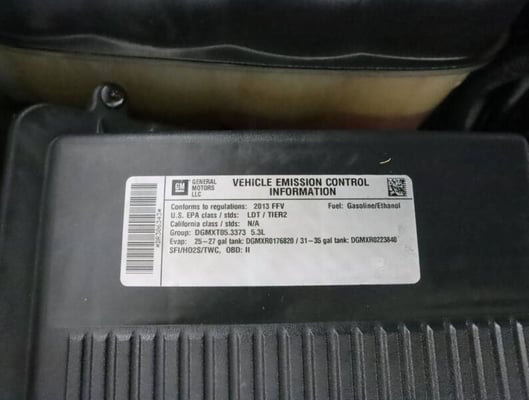 GM GENERAL MOTORS LLC
VEHICLE EMISSION CONTROL INFORMATION
Conforms to regulations: 2013 FFV Fuel: Gasoline/Ethanol
U.S. EPA class / stds: LDT / TIER2
California class / stds: N/A
Group: DGMXT05.3373 5.3L
Evap: 25-27 gal tank: DGMXR0176820 / 31-35 gal tank: DGMXR0223840
SFI/HO2S/TWC, OBD: II